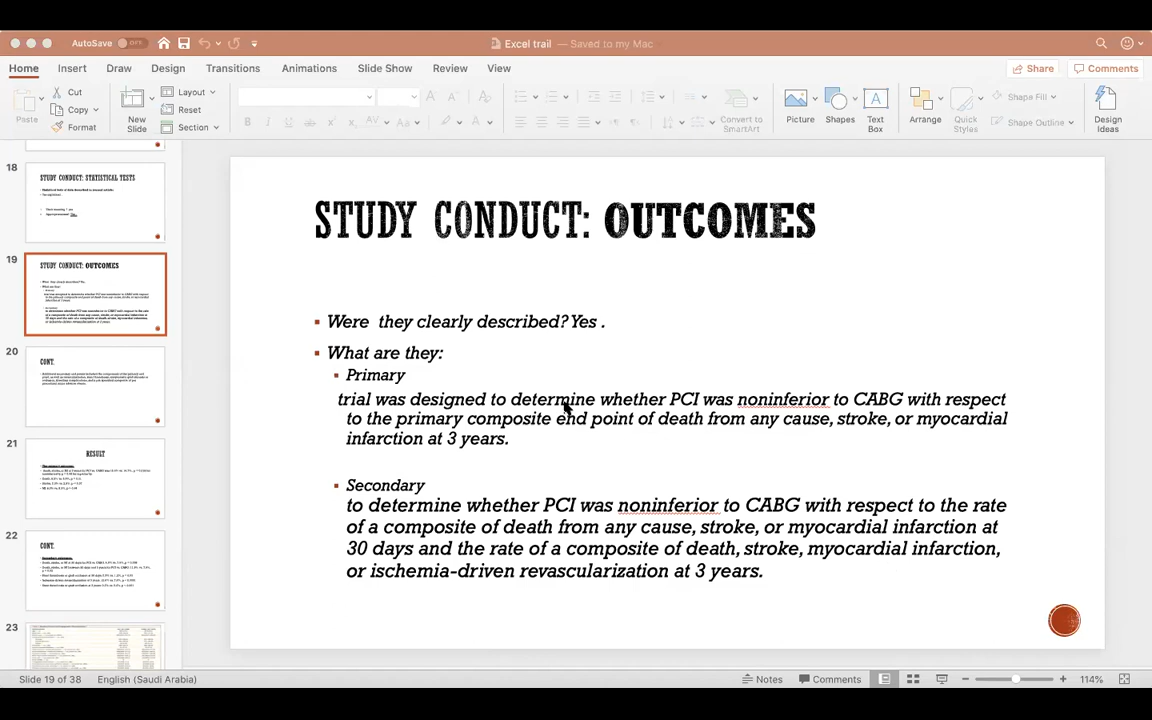 AutoSave OFF
Excel trail — Saved to my Mac
Home Insert Draw Design Transitions Animations Slide Show Review View
Share Comments
Paste
Cut
Copy
Format
New
Slide
Layout
Reset
Section
Convert to
SmartArt
Picture
Shapes
Text
Box
Arrange
Quick
Styles
Shape Fill
Shape Outline
Design
Ideas
18
STUDY CONDUCT: STATISTICAL TESTS
19
STUDY CONDUCT: OUTCOMES
20
CONT.
21
RESULT
22
CONT.
23
STUDY CONDUCT: OUTCOMES
Were they clearly described? Yes .
What are they:
Primary
trial was designed to determine whether PCI was noninferior to CABG with respect
to the primary composite end point of death from any cause, stroke, or myocardial
infarction at 3 years.
Secondary
to determine whether PCI was noninferior to CABG with respect to the rate
of a composite of death from any cause, stroke, or myocardial infarction at
30 days and the rate of a composite of death, stroke, myocardial infarction,
or ischemia-driven revascularization at 3 years.
Slide 19 of 38 English (Saudi Arabia)
Notes Comments 114%